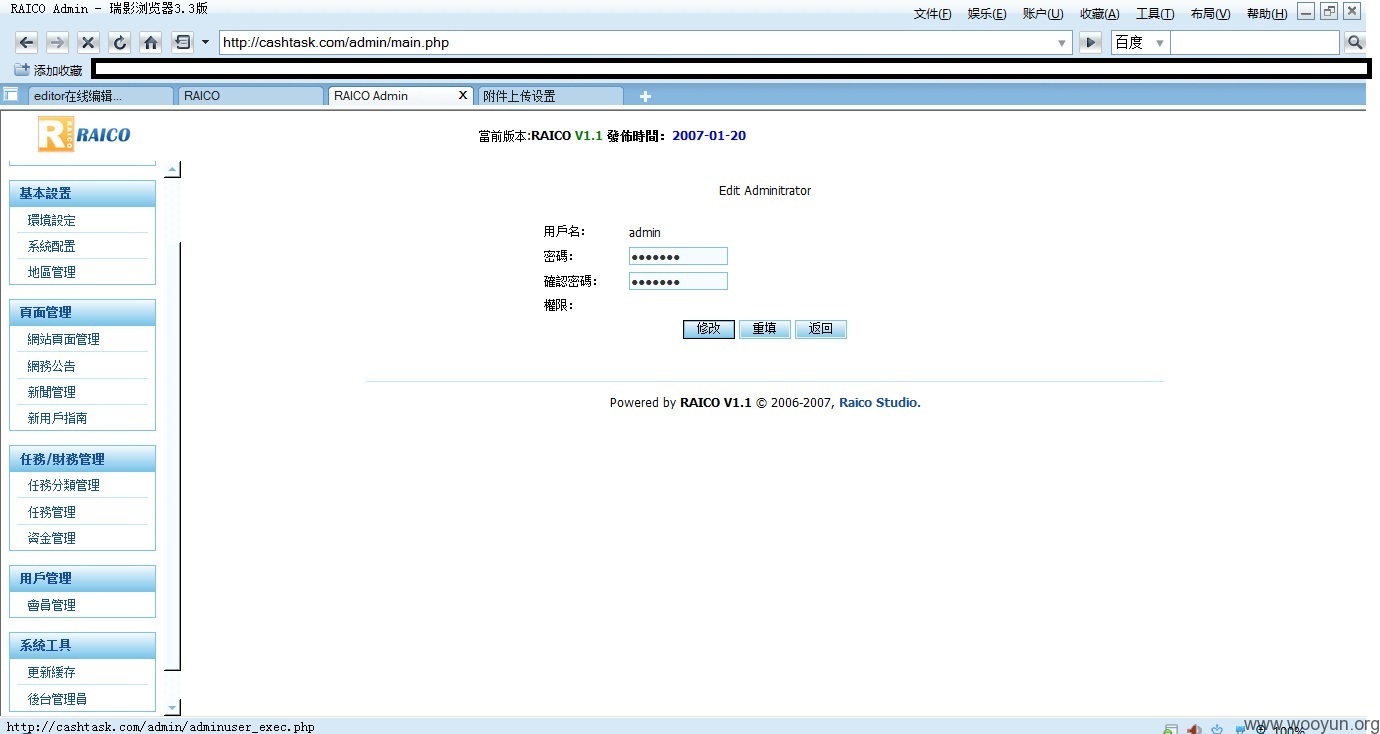 RAICO Admin - 瑞影浏览器3.3版
文件(F) 娱乐(E) 账户(U) 收藏(A) 工具(T) 布局(V) 帮助(H)
http://cashtask.com/admin/main.php 百度
添加收藏
editor在线编辑... RAICO RAICO Admin X 附件上传设置
RAICO RAICO
當前版本:RAICO V1.1 發佈時間：2007-01-20
基本設置
環境設定
系統配置
地區管理
頁面管理
網站頁面管理
網務公告
新聞管理
新用戶指南
任務/財務管理
任務分類管理
任務管理
資金管理
用戶管理
會員管理
系統工具
更新緩存
後台管理員
Edit Adminitrator
用戶名： admin
密碼：
確認密碼：
權限：
修改 重填 返回
Powered by RAICO V1.1 © 2006-2007, Raico Studio.
http://cashtask.com/admin/adminuser_exec.php
100%
www.wooyun.org